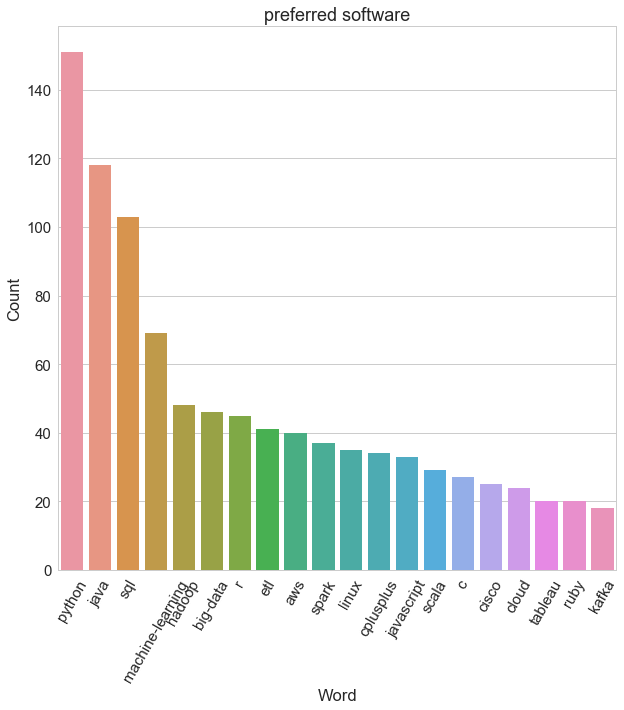 preferred software
140
120
100
80
60
40
20
0
Count
python
java
sql
machine-learning
hadoop
big-data
r
etl
aws
spark
linux
cplusplus
javascript
scala
c
cisco
cloud
tableau
ruby
kafka
Word